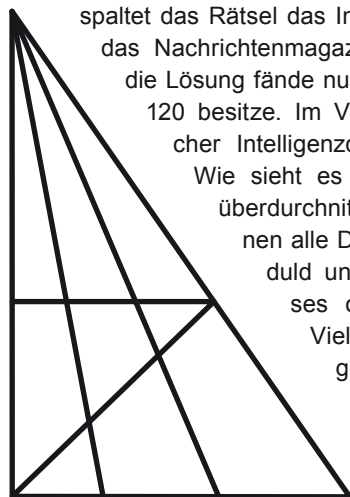 spaltet das Rätsel das In
das Nachrichtenmagaz
die Lösung fände nu
120 besitze. Im V
cher Intelligenzq
Wie sieht es
überdurchnit
nen alle D
duld un
ses d
Viel
g